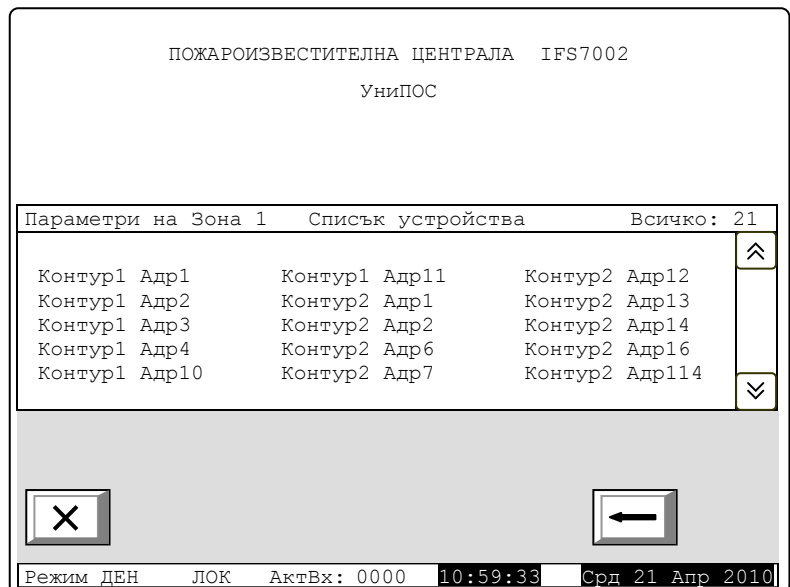 ПОЖАРОИЗВЕСТИТЕЛНА ЦЕНТРАЛА IFS7002
УниПОС
Параметри на Зона 1 Списък устройства Всичко: 21
Контур1 Адр1 Контур1 Адр11 Контур2 Адр12
Контур1 Адр2 Контур2 Адр1 Контур2 Адр13
Контур1 Адр3 Контур2 Адр2 Контур2 Адр14
Контур1 Адр4 Контур2 Адр6 Контур2 Адр16
Контур1 Адр10 Контур2 Адр7 Контур2 Адр114
Режим ДЕН ЛОК АктВх: 0000 10:59:33 Срд 21 Апр 2010